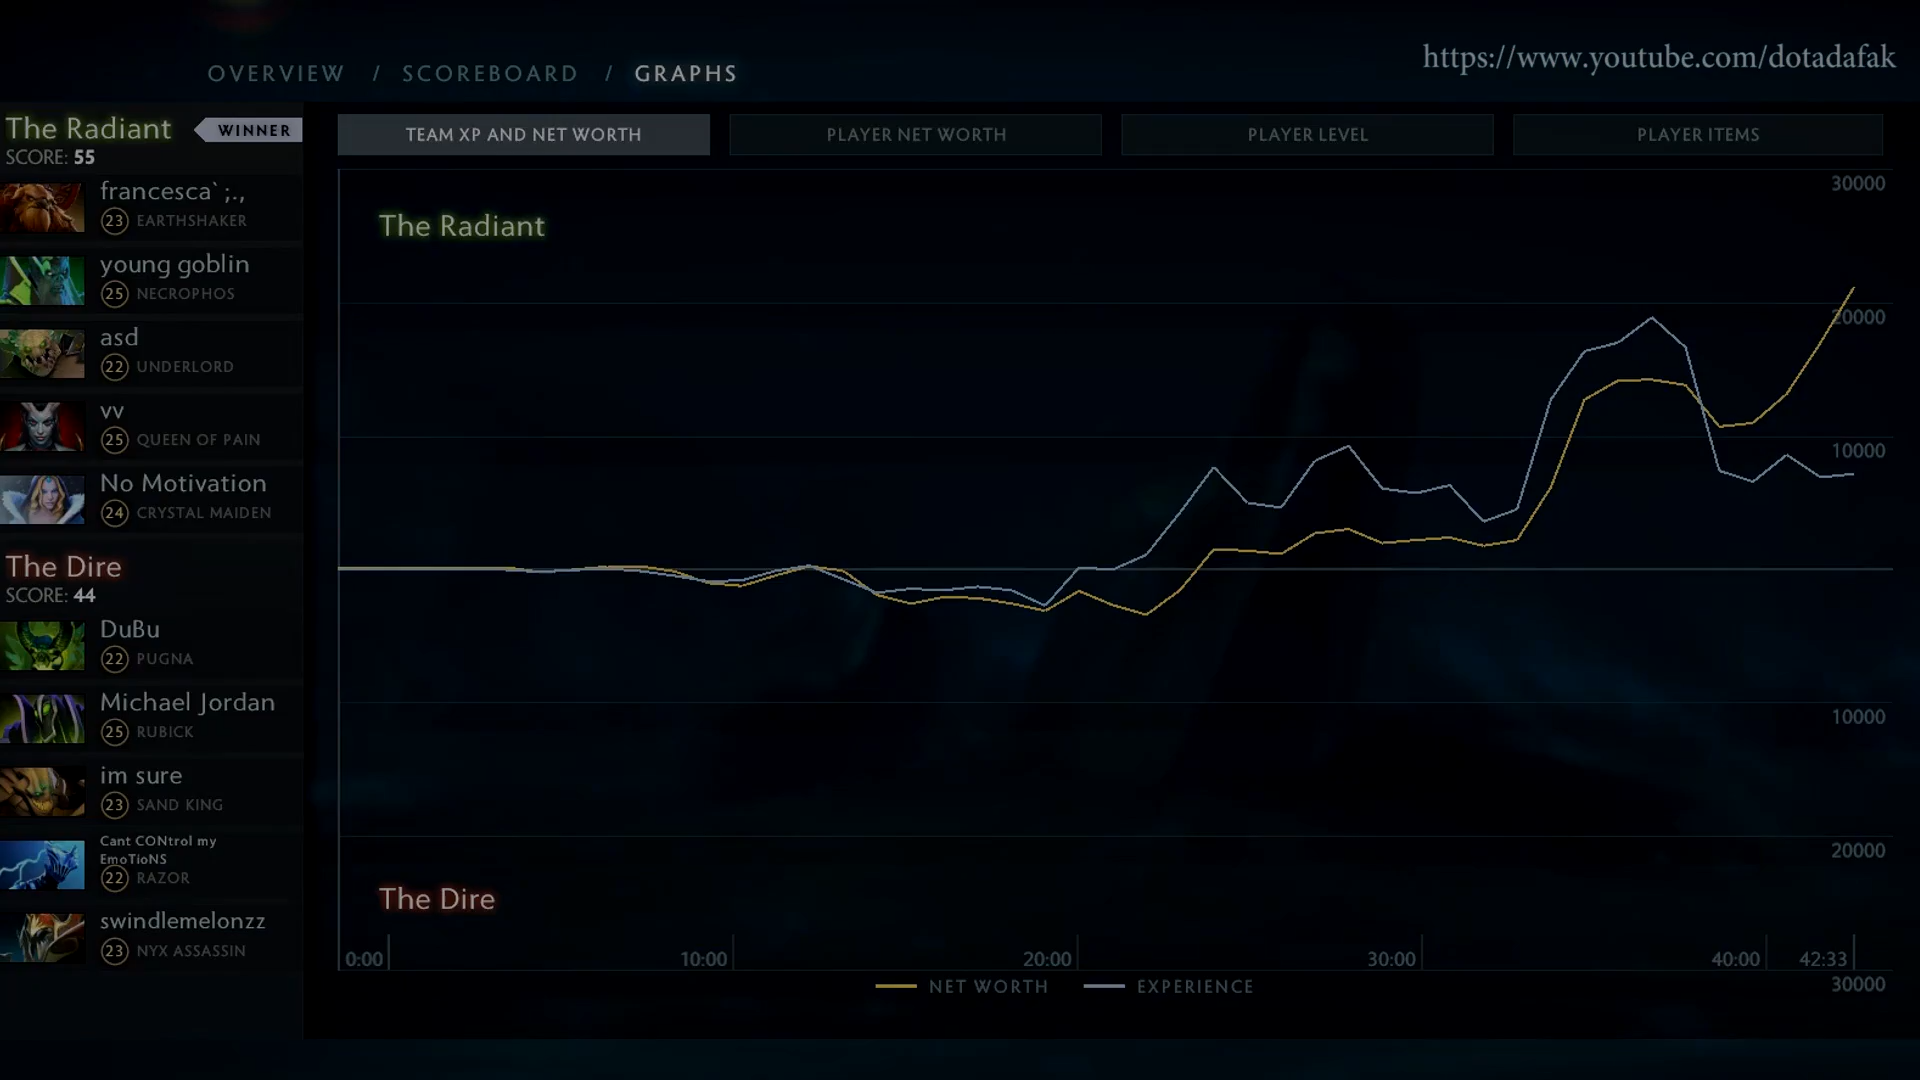 https://www.youtube.com/dotadafak
OVERVIEW / SCOREBOARD / GRAPHS
The Radiant WINNER
SCORE: 55
francesca`;.,
23 EARTHSHAKER
young goblin
25 NECROPHOS
asd
22 UNDERLORD
vv
25 QUEEN OF PAIN
No Motivation
24 CRYSTAL MAIDEN
The Dire
SCORE: 44
DuBu
22 PUGNA
Michael Jordan
25 RUBICK
im sure
23 SAND KING
Cant CONtrol my
EmoTioNS
22 RAZOR
swindlemelonzz
23 NYX ASSASSIN
TEAM XP AND NET WORTH PLAYER NET WORTH PLAYER LEVEL PLAYER ITEMS
30000
The Radiant
20000
10000
10000
20000
The Dire
0:00 10:00 20:00 30:00 40:00 42:33
30000
NET WORTH EXPERIENCE